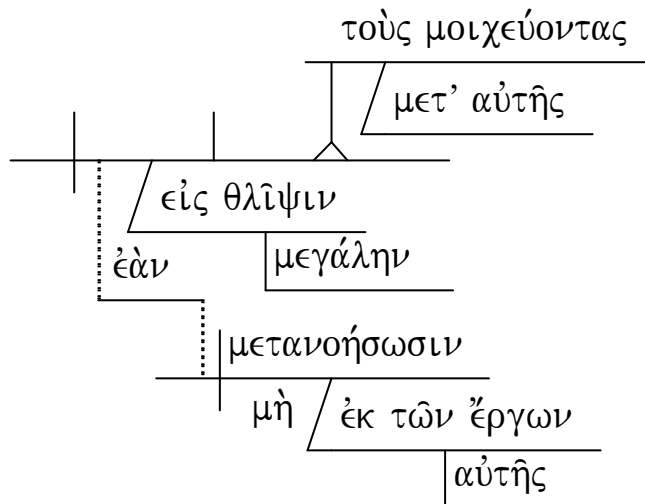 τοὺς μοιχεύοντας
μετ’ αὐτῆς
εἰς θλῖψιν
μεγάλην
ἐὰν
μετανοήσωσιν
μὴ
ἐκ τῶν ἔργων
αὐτῆς